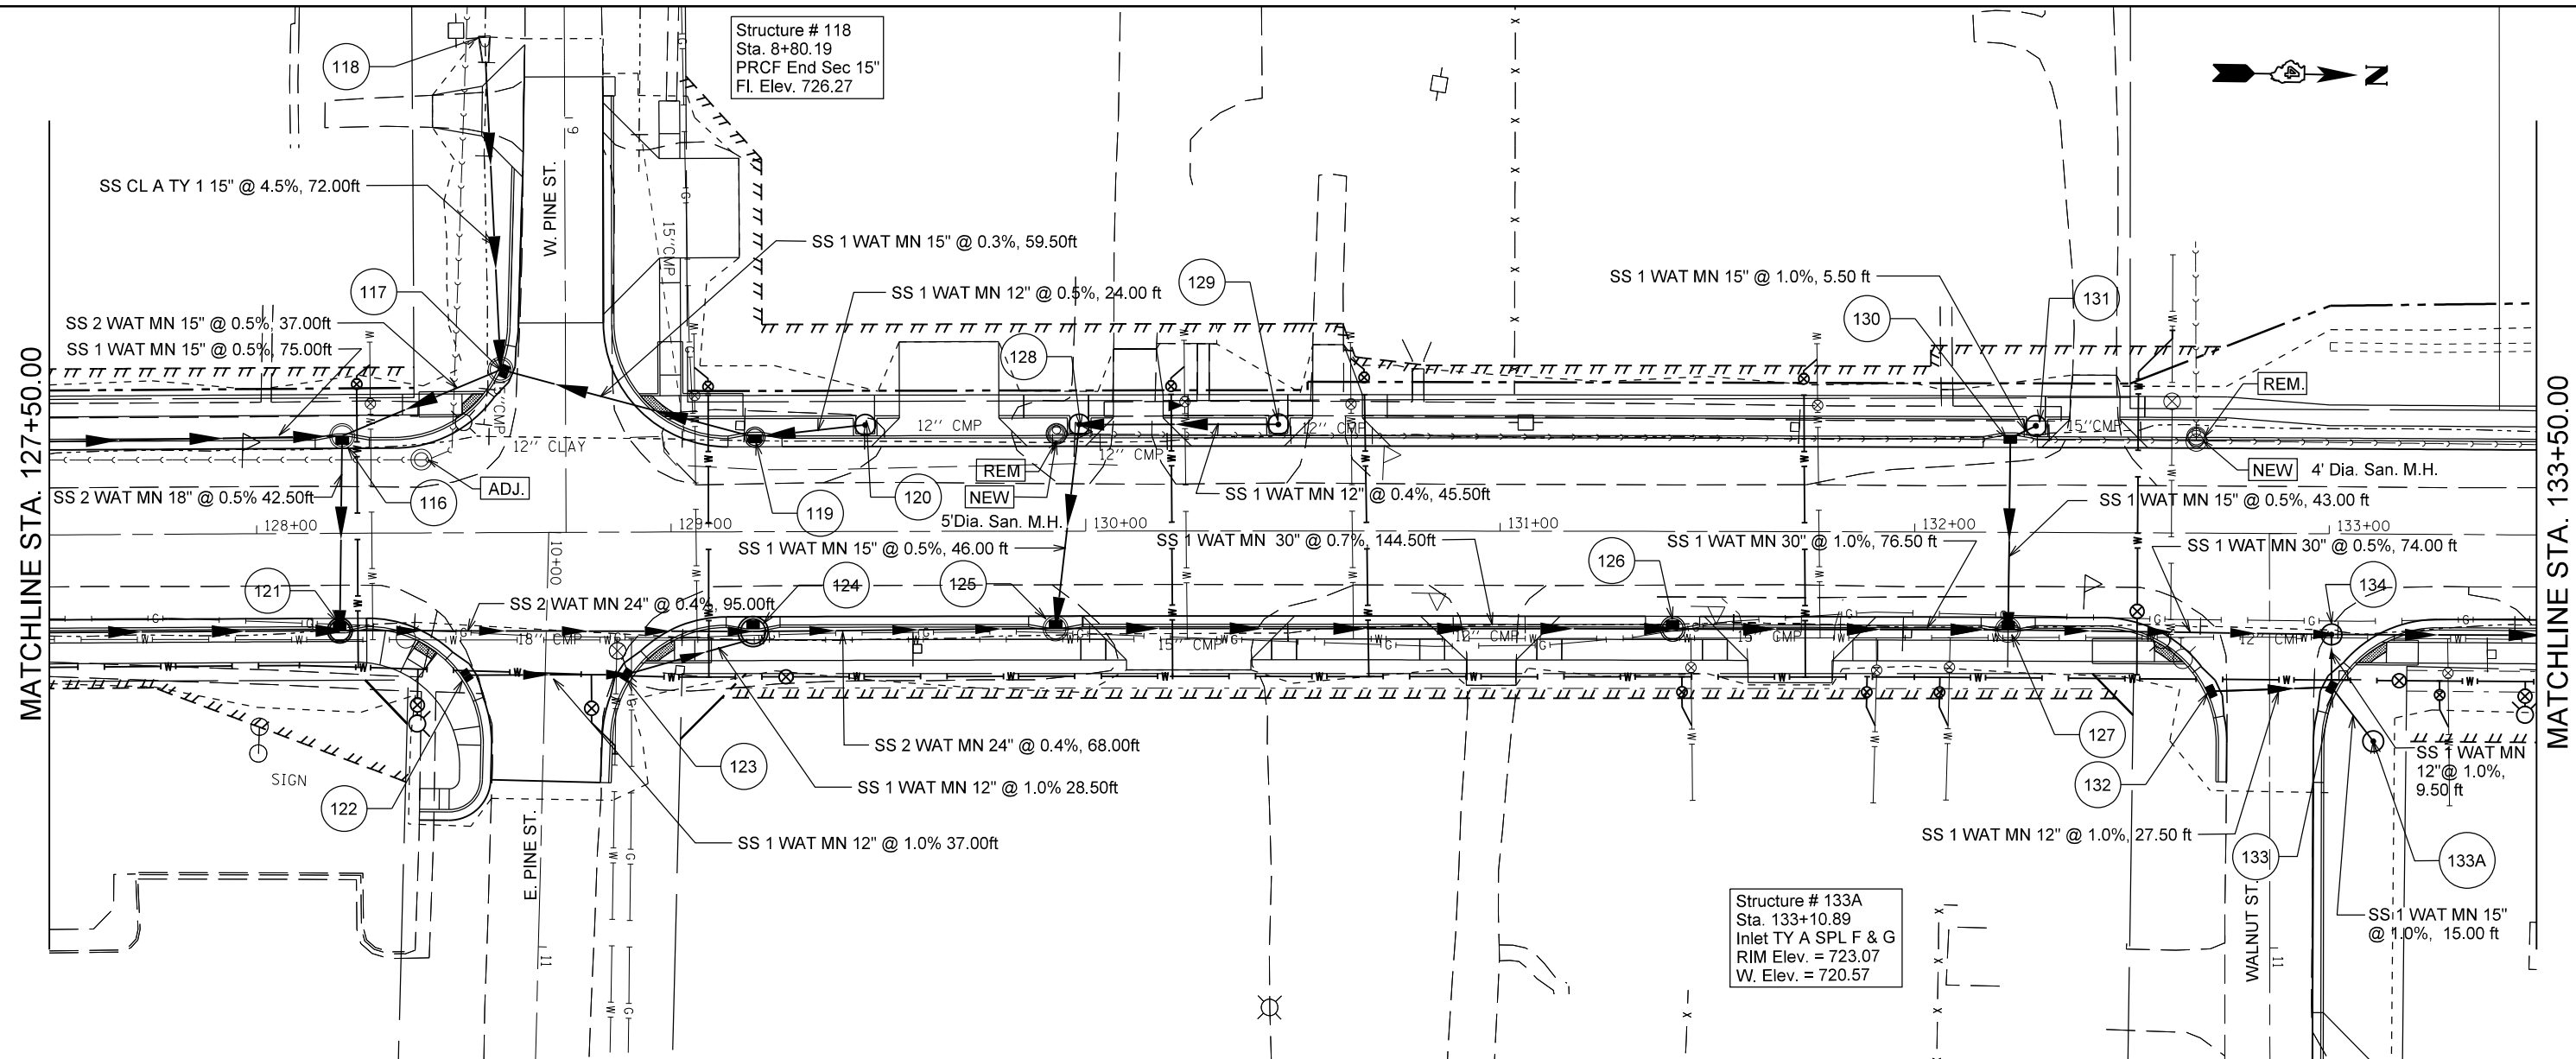 Structure # 118
Sta. 8+80.19
PRCF End Sec 15"
Fl. Elev. 726.27
118
N
4
9
W. PINE ST.
15''CMP
SS CL A TY 1 15" @ 4.5%, 72.00ft
SS 1 WAT MN 15" @ 0.3%, 59.50ft
117
SS 1 WAT MN 12" @ 0.5%, 24.00 ft
129
SS 1 WAT MN 15" @ 1.0%, 5.50 ft
131
130
SS 2 WAT MN 15" @ 0.5%, 37.00ft
SS 1 WAT MN 15" @ 0.5%, 75.00ft
128
REM.
12'' CLAY
12'' CMP
12'' CMP
12'' CMP
15''CMP
MATCHLINE STA. 127+50.00
MATCHLINE STA. 133+50.00
SS 2 WAT MN 18" @ 0.5% 42.50ft
ADJ.
116
REM
NEW
5'Dia. San. M.H.
119
120
SS 1 WAT MN 12" @ 0.4%, 45.50ft
NEW
4' Dia. San. M.H.
SS 1 WAT MN 15" @ 0.5%, 43.00 ft
128+00
129+00
130+00
131+00
132+00
133+00
10+00
SS 1 WAT MN 15" @ 0.5%, 46.00 ft
SS 1 WAT MN 30" @ 0.7%, 144.50ft
SS 1 WAT MN 30" @ 1.0%, 76.50 ft
SS 1 WAT MN 30" @ 0.5%, 74.00 ft
121
124
125
126
134
SS 2 WAT MN 24" @ 0.4%, 95.00ft
18'' CMP
15'' CMP
12'' CMP
15'' CMP
12'' CMP
SIGN
122
123
SS 2 WAT MN 24" @ 0.4%, 68.00ft
SS 1 WAT MN 12" @ 1.0% 28.50ft
SS 1 WAT MN 12" @ 1.0% 37.00ft
E. PINE ST.
11
127
132
SS 1 WAT MN
12"@ 1.0%,
9.50 ft
SS 1 WAT MN 12" @ 1.0%, 27.50 ft
133
133A
WALNUT ST.
11
SS 1 WAT MN 15"
@ 1.0%, 15.00 ft
Structure # 133A
Sta. 133+10.89
Inlet TY A SPL F & G
RIM Elev. = 723.07
W. Elev. = 720.57